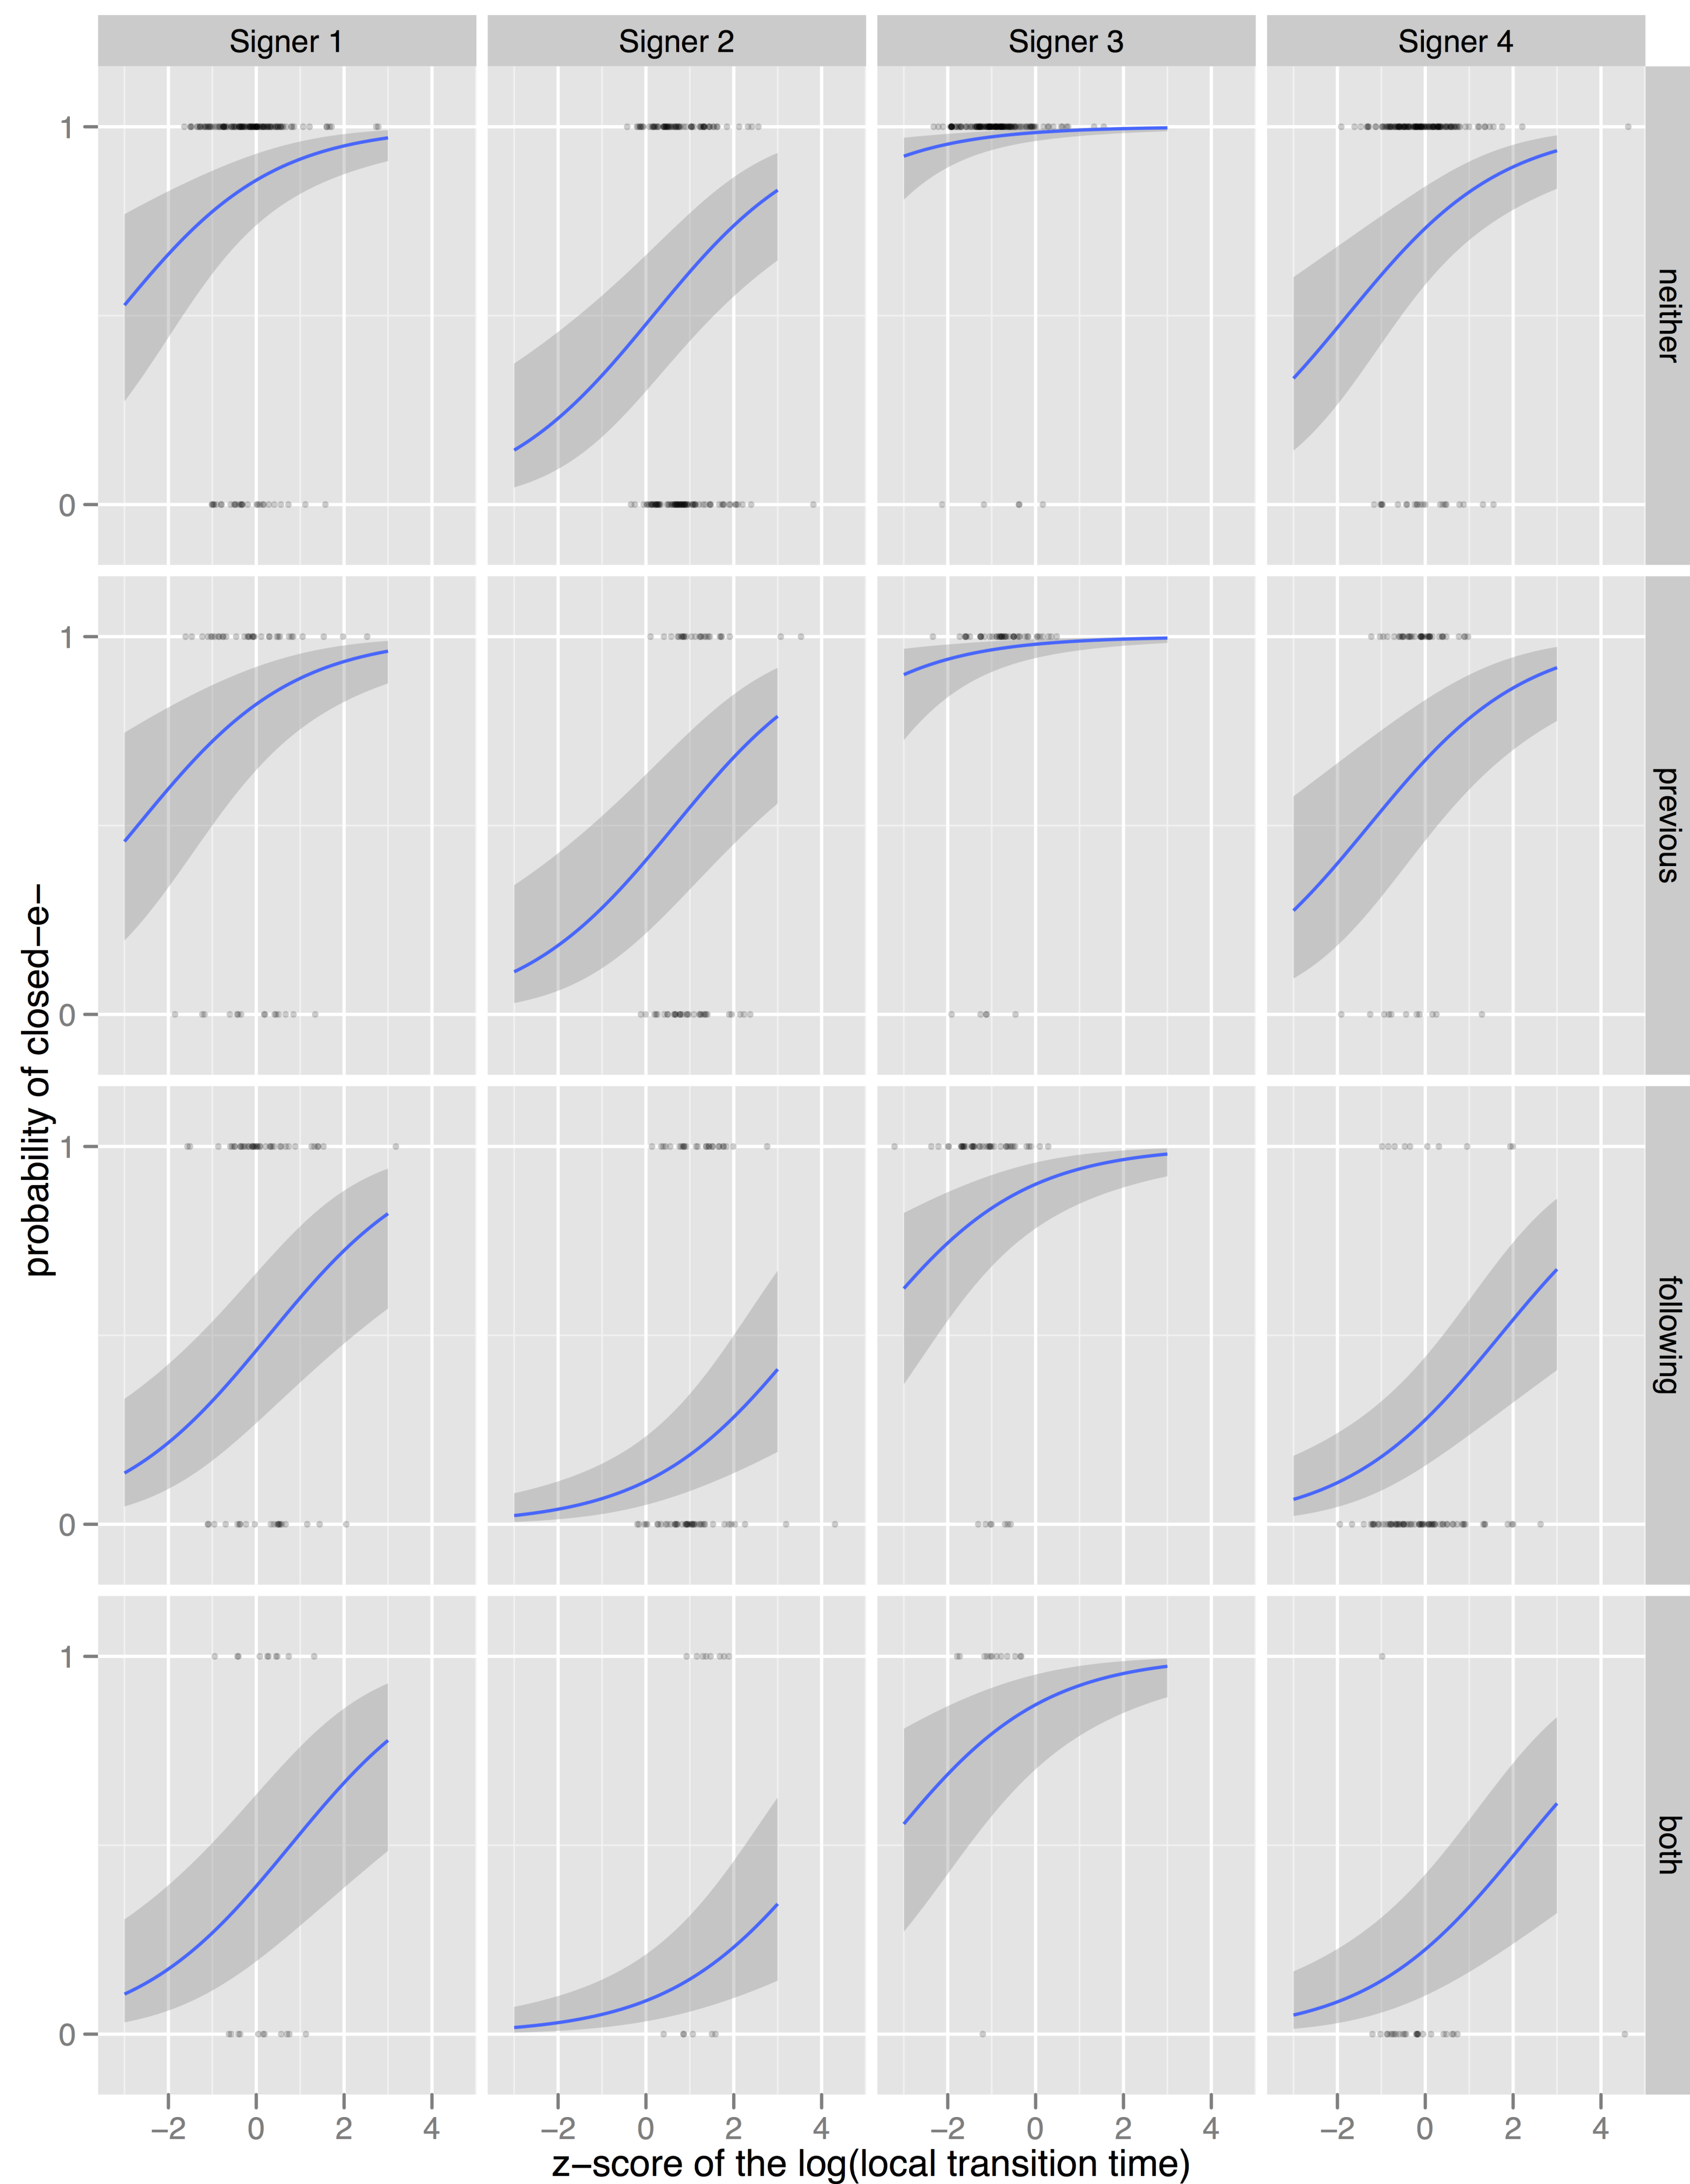 Signer 1 Signer 2 Signer 3 Signer 4
probability of closed-e-
1
0
neither
1
0
previous
1
0
following
1
0
both
−2 0 2 4 −2 0 2 4 −2 0 2 4 −2 0 2 4
z−score of the log(local transition time)